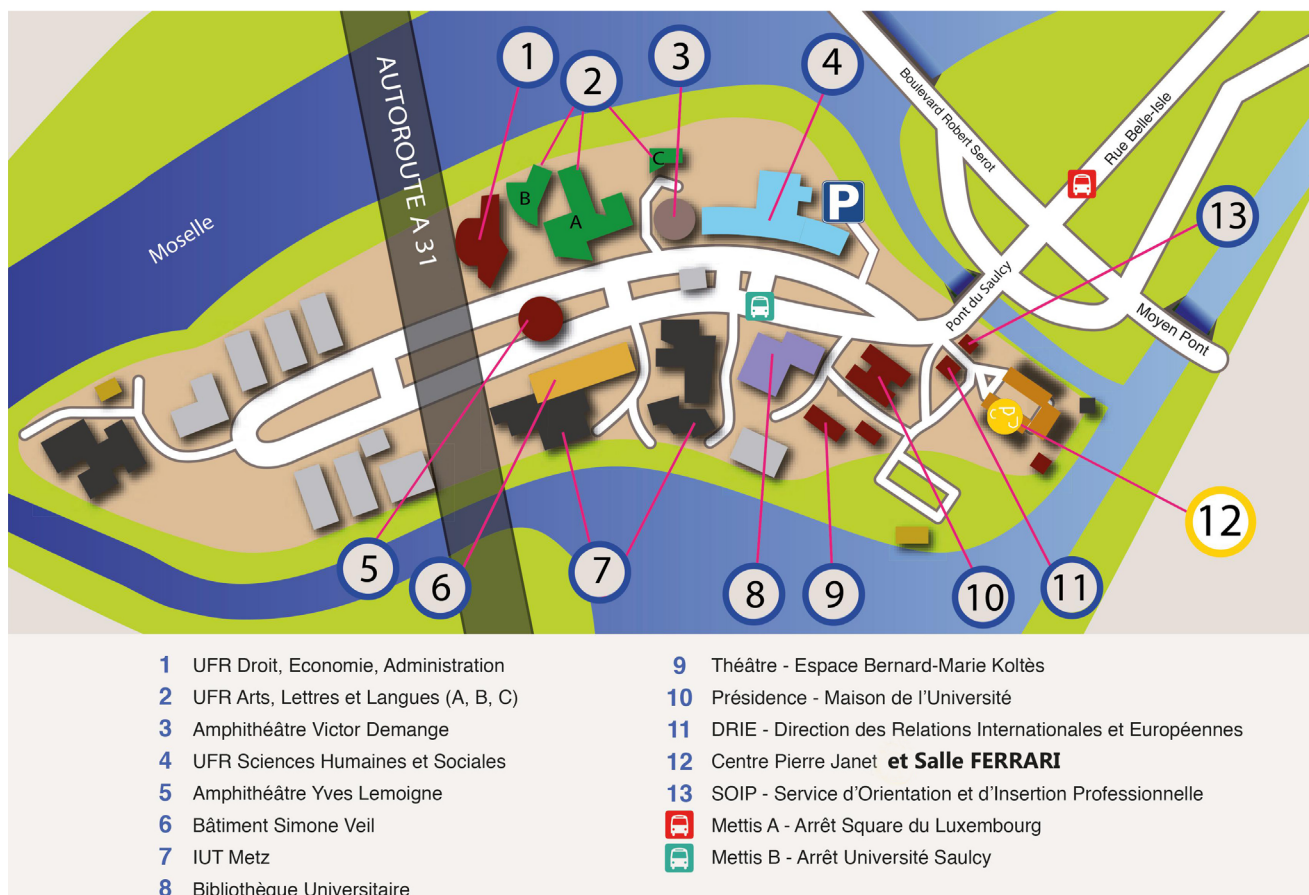 1
2
3
4
AUTOROUTE A 31
Boulevard Robert Serot
Rue Belle-Isle
C
B
A
P
13
Moselle
Pont du Saulcy
Moyen Pont
12
5
6
7
8
9
10
11
1 UFR Droit, Economie, Administration
2 UFR Arts, Lettres et Langues (A, B, C)
3 Amphithéâtre Victor Demange
4 UFR Sciences Humaines et Sociales
5 Amphithéâtre Yves Lemoigne
6 Bâtiment Simone Veil
7 IUT Metz
8 Bibliothèque Universitaire
9 Théâtre - Espace Bernard-Marie Koltès
10 Présidence - Maison de l'Université
11 DRIE - Direction des Relations Internationales et Européennes
12 Centre Pierre Janet et Salle FERRARI
13 SOIP - Service d'Orientation et d'Insertion Professionnelle
Mettis A - Arrêt Square du Luxembourg
Mettis B - Arrêt Université Saulcy